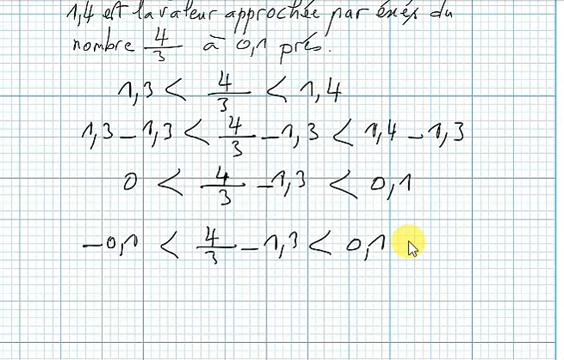 1,4 est la valeur approchée par éxés du
nombre 4/3 à 0,1 près.
1,3 < 4/3 < 1,4
1,3 - 1,3 < 4/3 - 1,3 < 1,4 - 1,3
0 < 4/3 - 1,3 < 0,1
-0,1 < 4/3 - 1,3 < 0,1